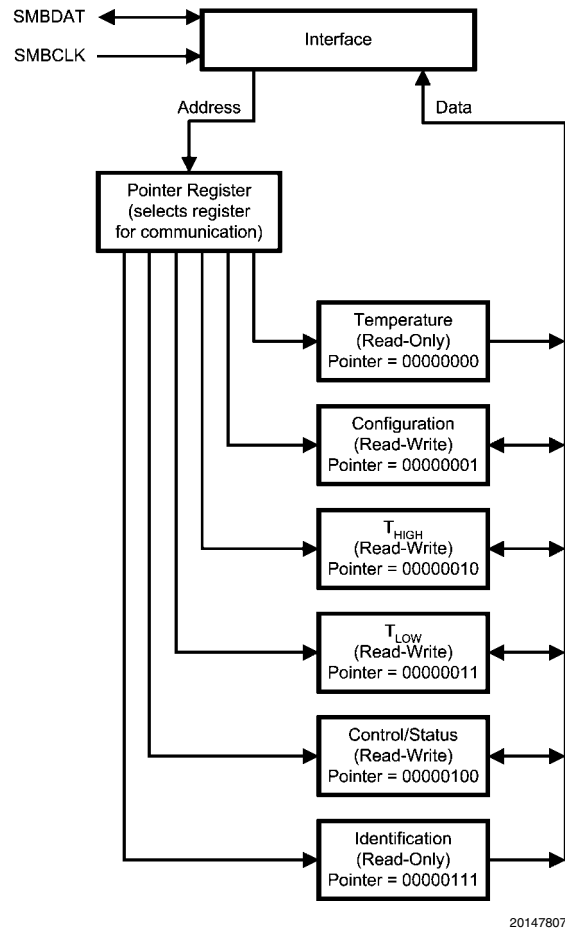 SMBDAT
SMBCLK
Interface
Address
Data
Pointer Register
(selects register
for communication)
Temperature
(Read-Only)
Pointer = 00000000
Configuration
(Read-Write)
Pointer = 00000001
THIGH
(Read-Write)
Pointer = 00000010
TLOW
(Read-Write)
Pointer = 00000011
Control/Status
(Read-Write)
Pointer = 00000100
Identification
(Read-Only)
Pointer = 00000111
20147807